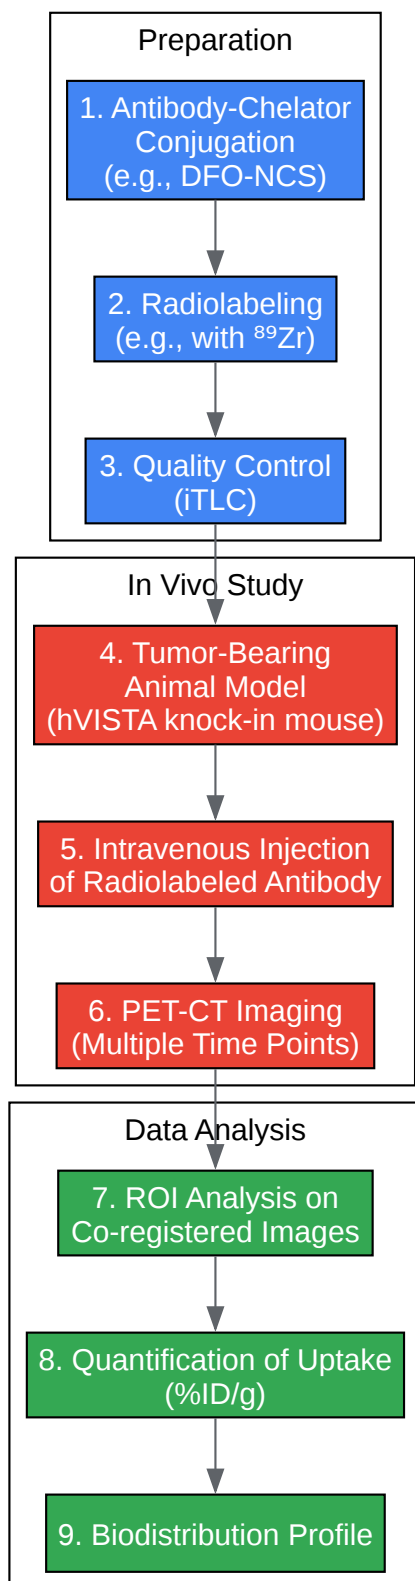 Preparation
1. Antibody-Chelator
Conjugation
(e.g., DFO-NCS)
2. Radiolabeling
(e.g., with ⁸⁹Zr)
3. Quality Control
(iTLC)
In Vivo Study
4. Tumor-Bearing
Animal Model
(hVISTA knock-in mouse)
5. Intravenous Injection
of Radiolabeled Antibody
6. PET-CT Imaging
(Multiple Time Points)
Data Analysis
7. ROI Analysis on
Co-registered Images
8. Quantification of Uptake
(%ID/g)
9. Biodistribution Profile